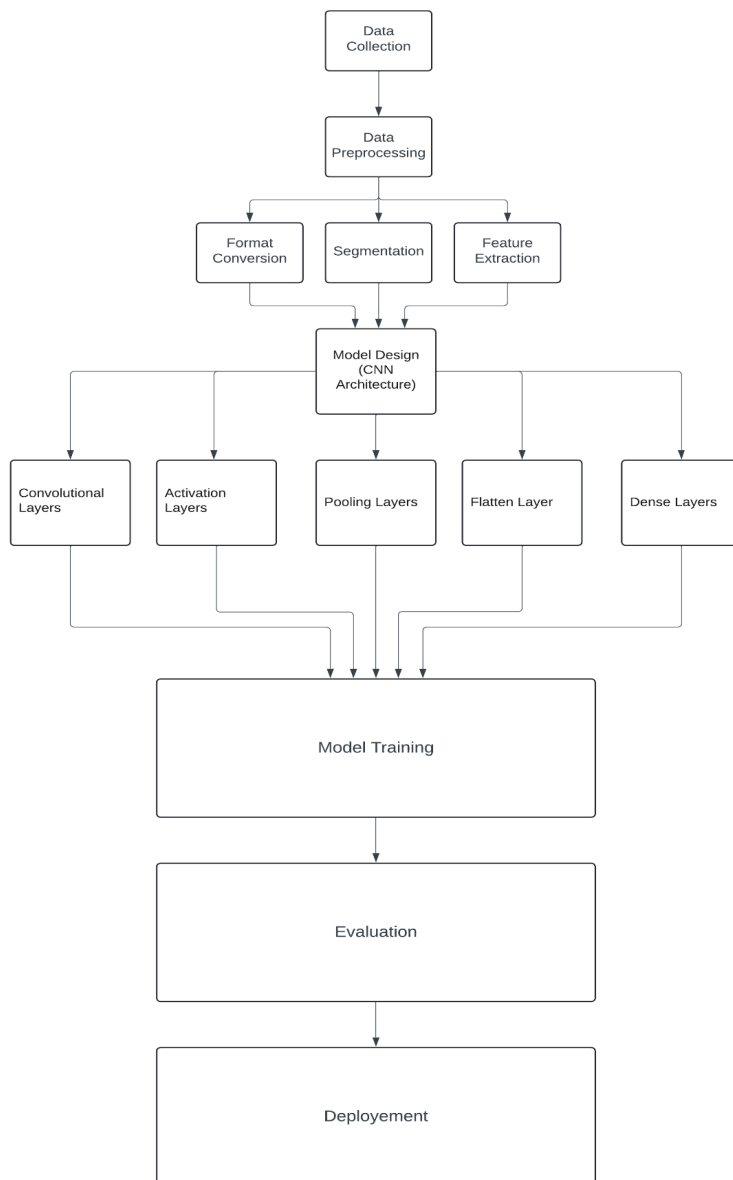 Data
Collection
Data
Preprocessing
Format
Conversion
Segmentation
Feature
Extraction
Model Design
(CNN
Architecture)
Convolutional
Layers
Activation
Layers
Pooling Layers
Flatten Layer
Dense Layers
Model Training
Evaluation
Deployement